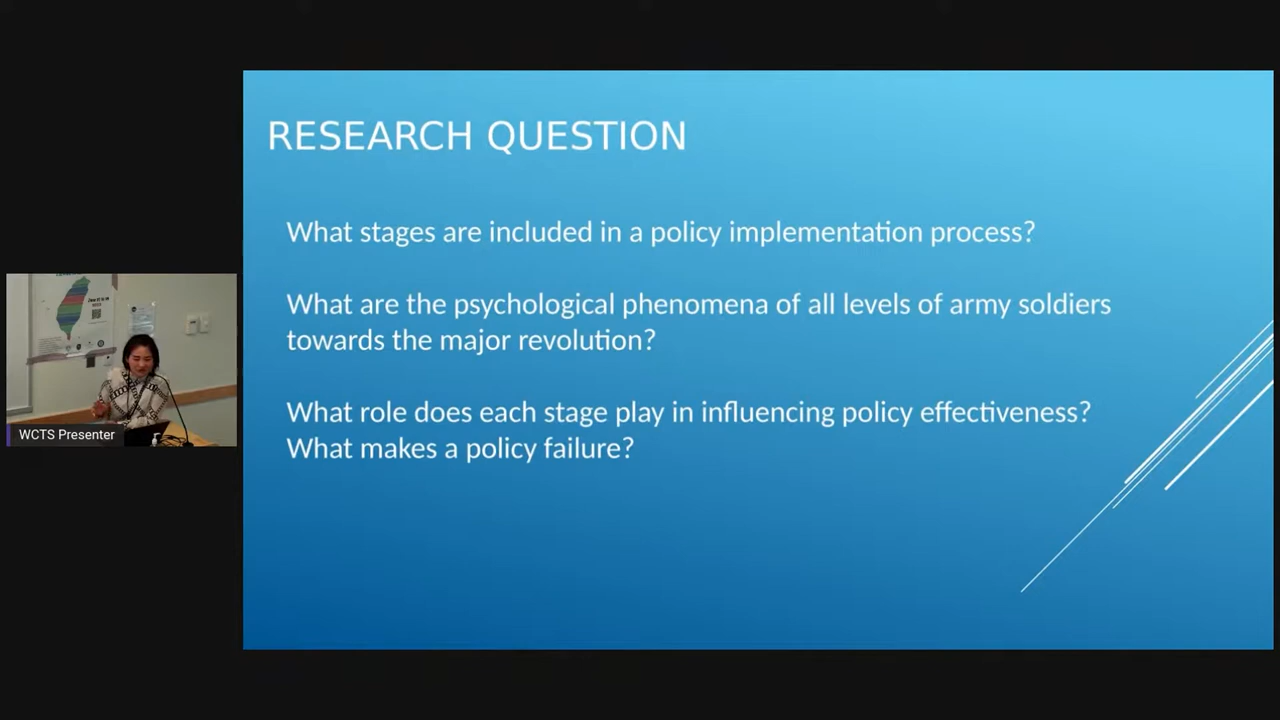 RESEARCH QUESTION
What stages are included in a policy implementation process?
What are the psychological phenomena of all levels of army soldiers
towards the major revolution?
What role does each stage play in influencing policy effectiveness?
What makes a policy failure?
WCTS Presenter